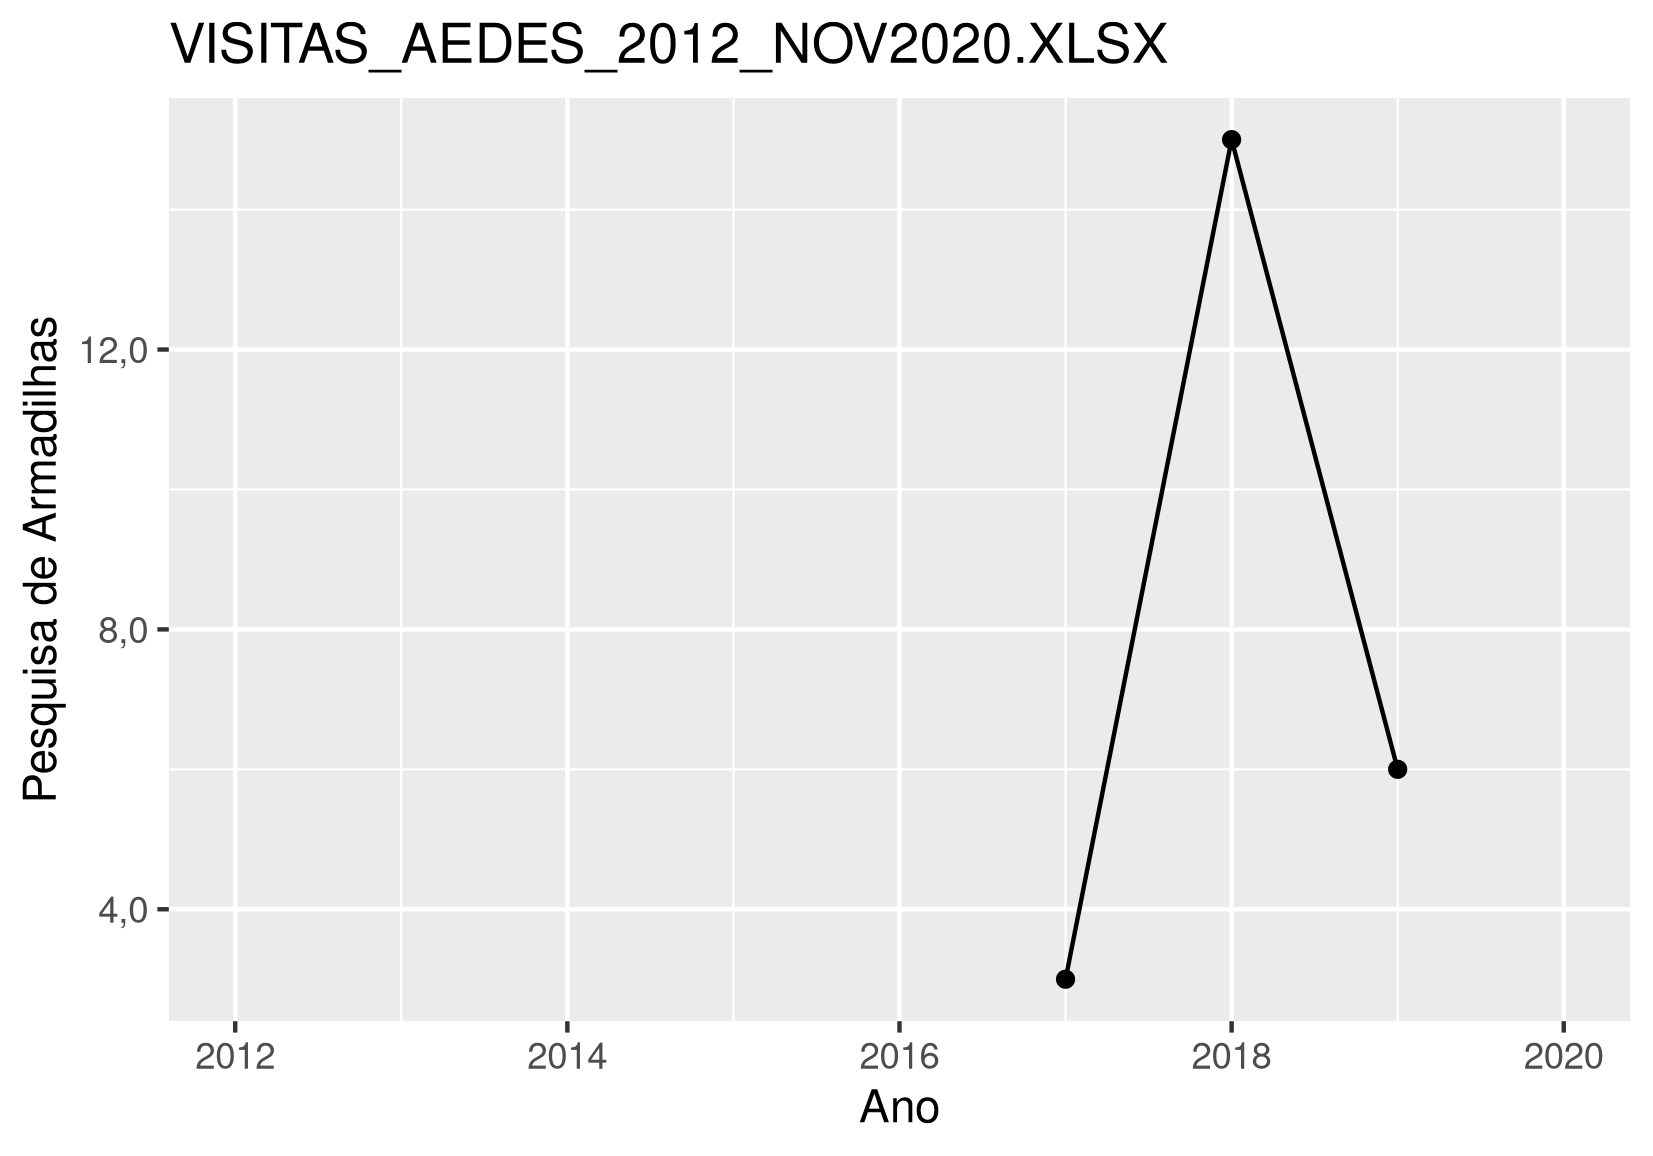 VISITAS_AEDES_2012_NOV2020.XLSX
Pesquisa de Armadilhas
12,0
8,0
4,0
2012 2014 2016 2018 2020
Ano